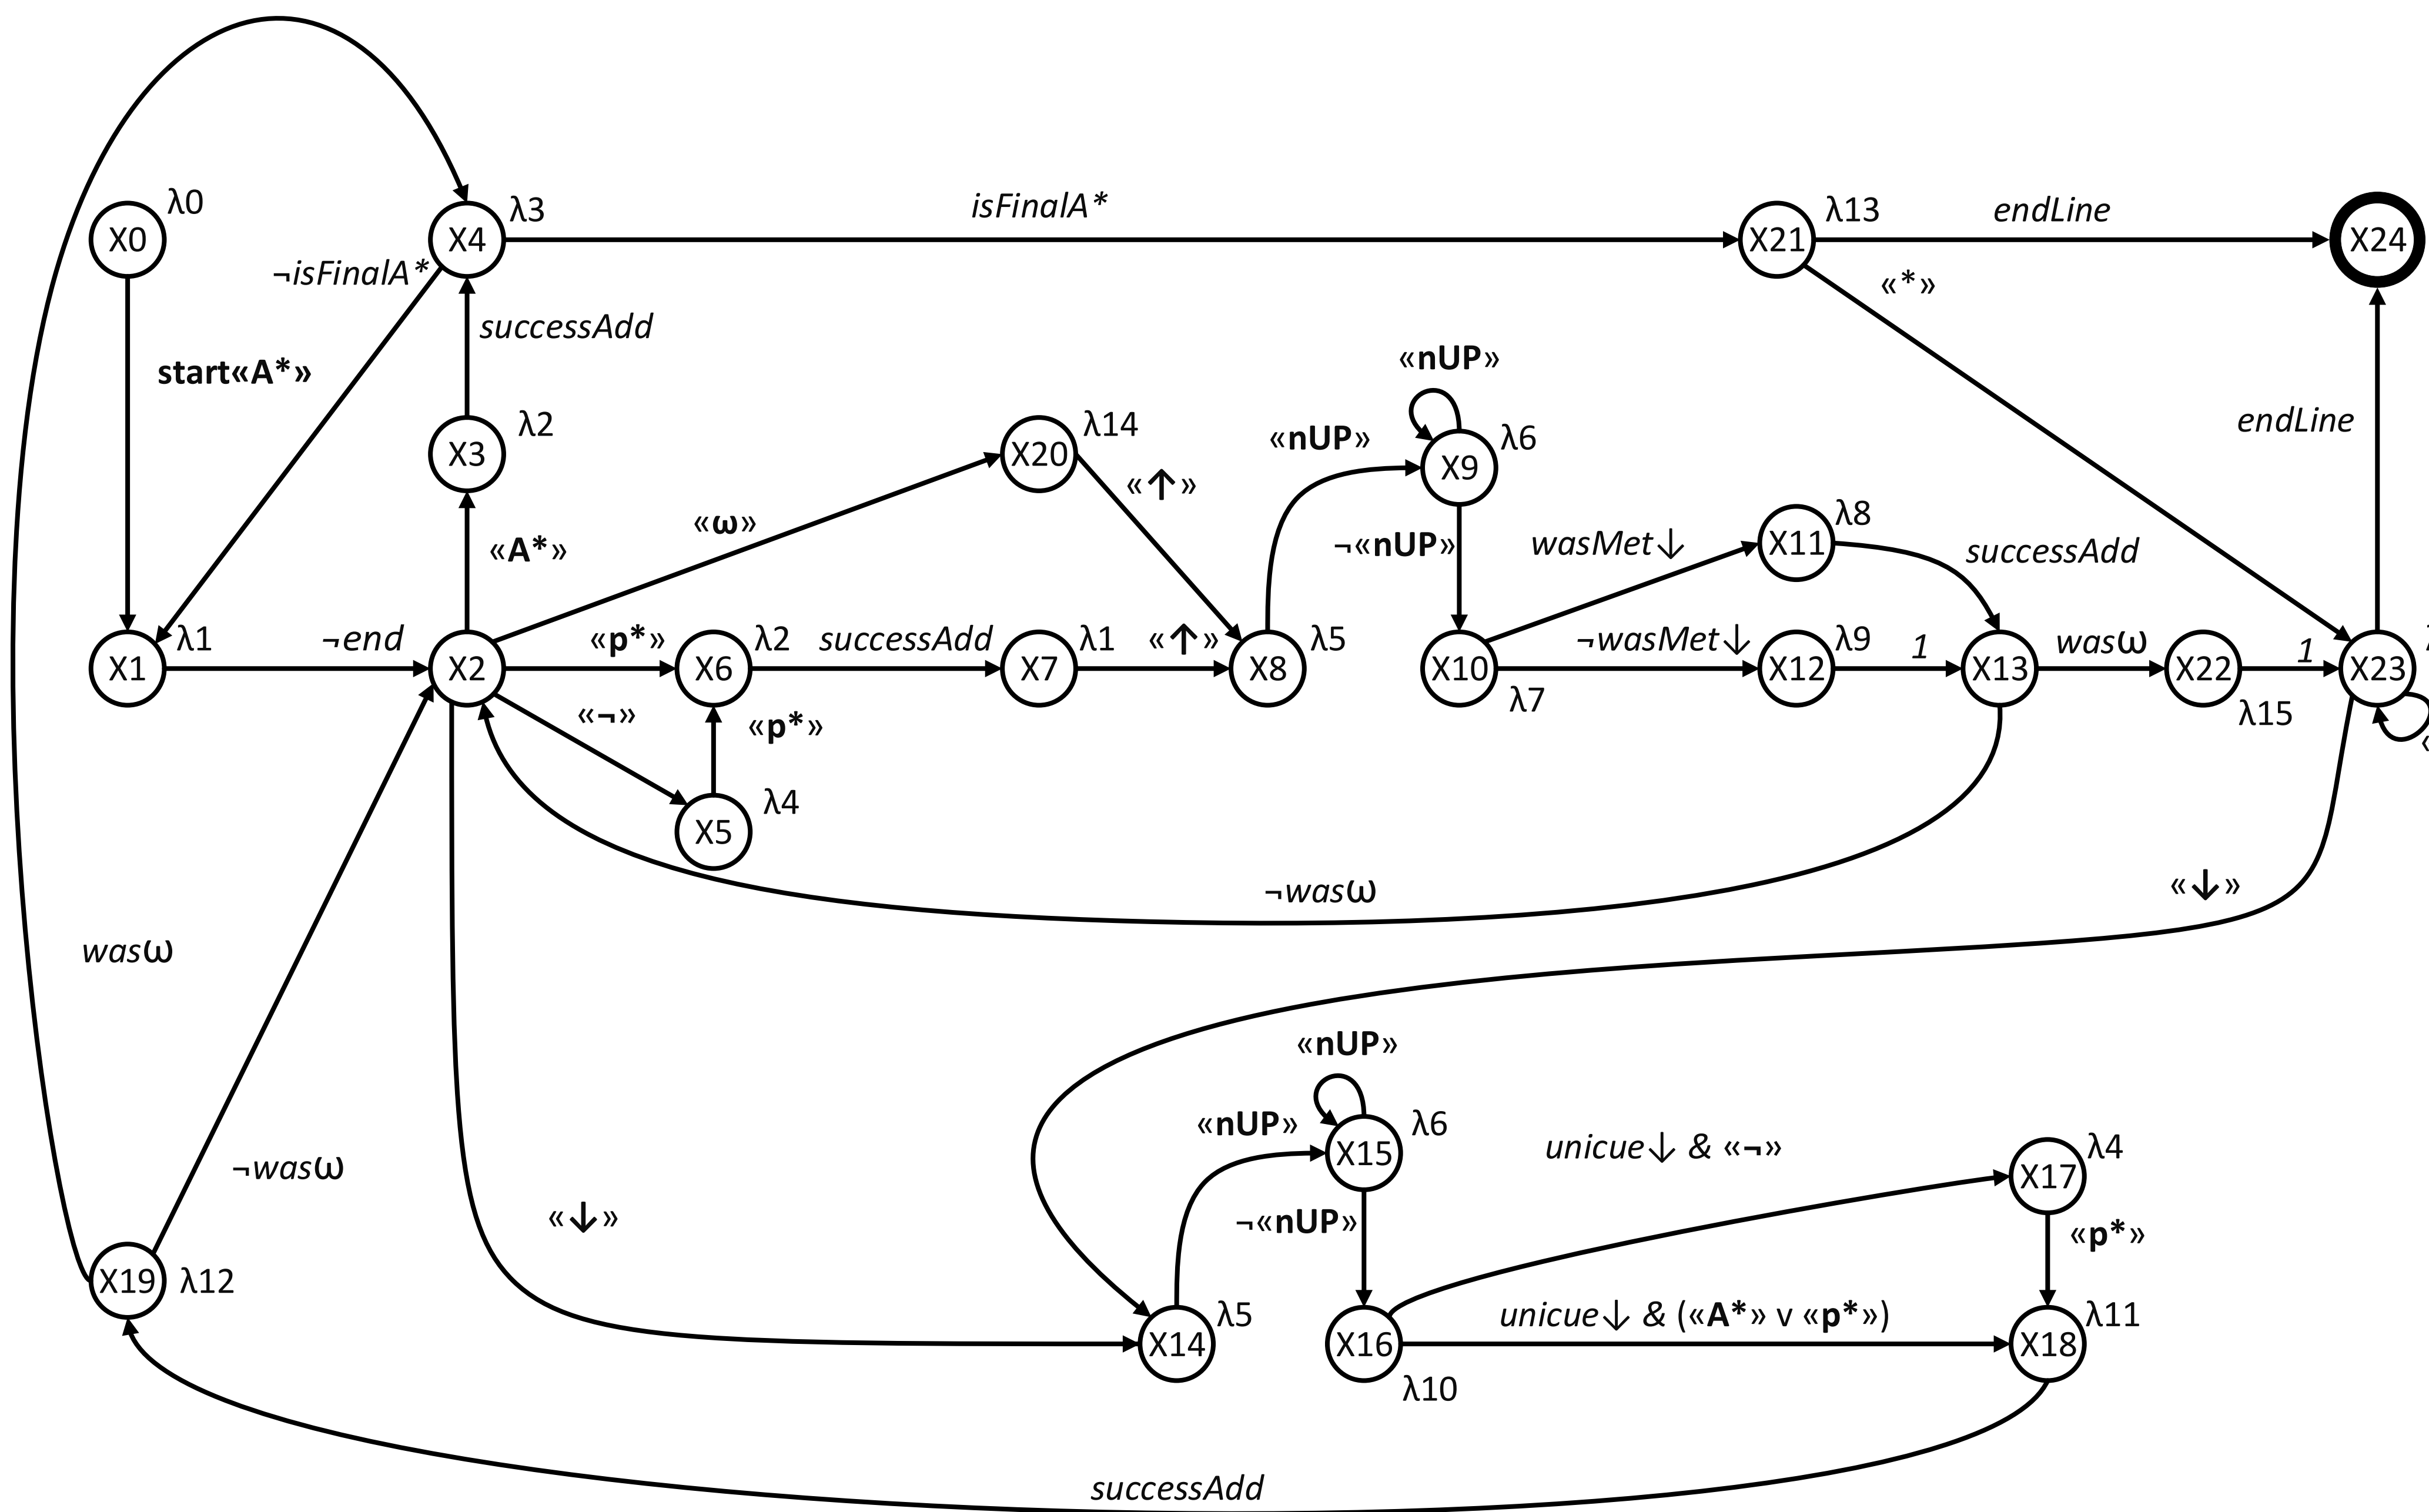 X0 λ0
X4 λ3
isFinalA*
X21 λ13
endLine
X24
¬isFinalA*
«*»
successAdd
start«A*»
«nUP»
endLine
X3 λ2
X20 λ14
«nUP»
X9 λ6
«↑»
«ω»
«A*»
¬«nUP»
wasMet↓
X11 λ8
successAdd
X1 λ1
¬end
X2
«p*»
X6 λ2
successAdd
X7 λ1
«↑»
X8 λ5
X10 λ7
¬wasMet↓
X12 λ9
1
X13
wasω
X22 λ15
1
X23
«¬»
«p*»
X5 λ4
¬wasω
«↓»
wasω
«nUP»
«nUP»
X15 λ6
unicue↓ & «¬»
X17 λ4
¬wasω
«↓»
¬«nUP»
«p*»
X19 λ12
X14 λ5
X16 λ10
unicue↓ & («A*» v «p*»)
X18 λ11
successAdd